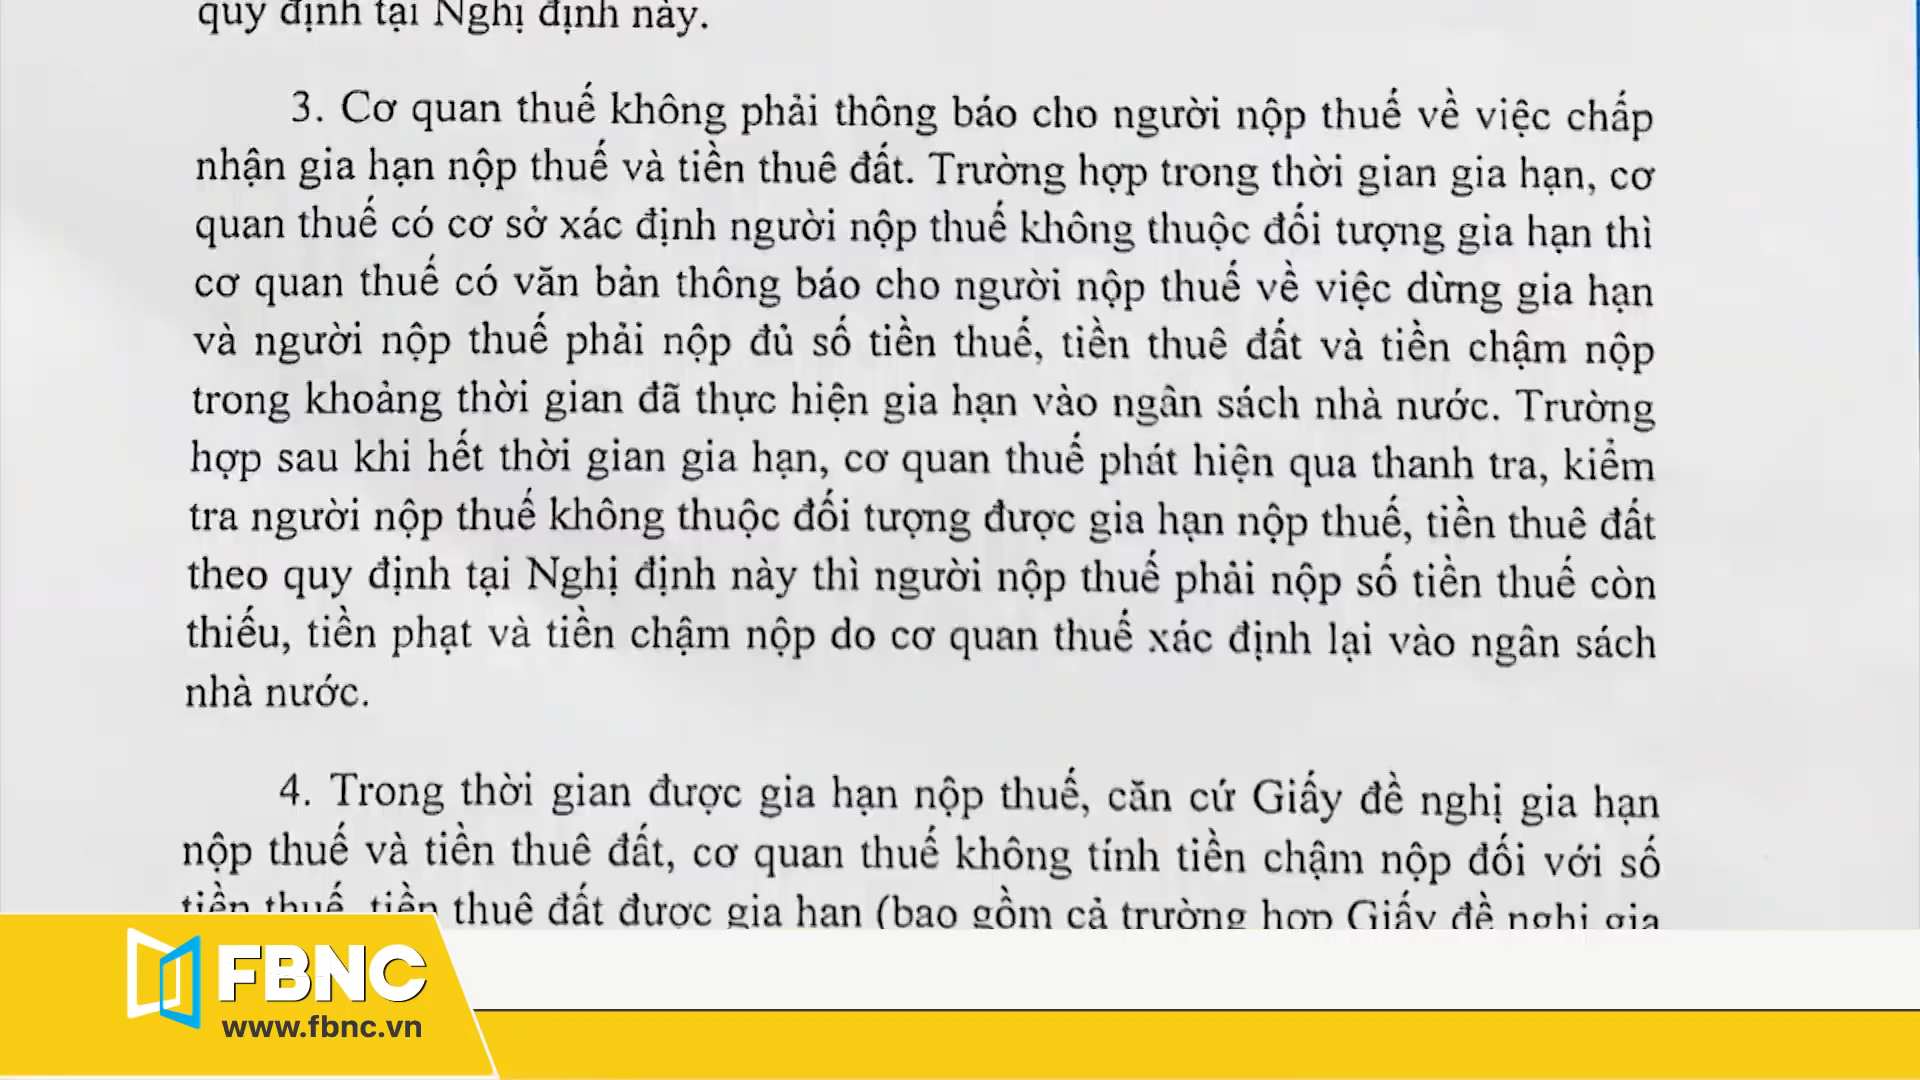 quy định tại Nghị định này.
3. Cơ quan thuế không phải thông báo cho người nộp thuế về việc chấp
nhận gia hạn nộp thuế và tiền thuê đất. Trường hợp trong thời gian gia hạn, cơ
quan thuế có cơ sở xác định người nộp thuế không thuộc đối tượng gia hạn thì
cơ quan thuế có văn bản thông báo cho người nộp thuế về việc dừng gia hạn
và người nộp thuế phải nộp đủ số tiền thuế, tiền thuê đất và tiền chậm nộp
trong khoảng thời gian đã thực hiện gia hạn vào ngân sách nhà nước. Trường
hợp sau khi hết thời gian gia hạn, cơ quan thuế phát hiện qua thanh tra, kiểm
tra người nộp thuế không thuộc đối tượng được gia hạn nộp thuế, tiền thuê đất
theo quy định tại Nghị định này thì người nộp thuế phải nộp số tiền thuế còn
thiếu, tiền phạt và tiền chậm nộp do cơ quan thuế xác định lại vào ngân sách
nhà nước.
4. Trong thời gian được gia hạn nộp thuế, căn cứ Giấy đề nghị gia hạn
nộp thuế và tiền thuê đất, cơ quan thuế không tính tiền chậm nộp đối với số
tiền thuế, tiền thuê đất được gia hạn (bao gồm cả trường hợp Giấy đề nghị gia
FBNC
www.fbnc.vn